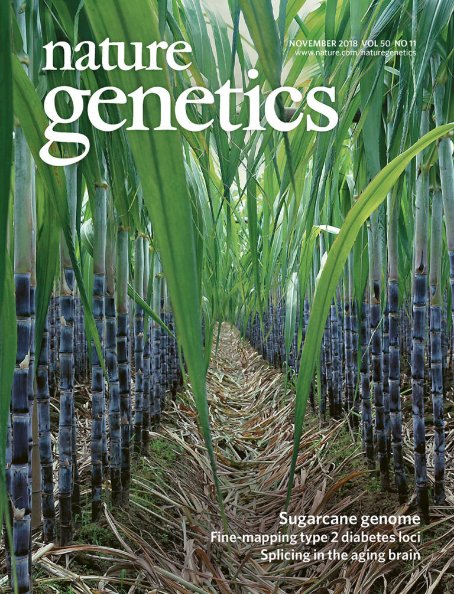 NOVEMBER 2018 VOL 50 NO 11
www.nature.com/naturegenetics
nature
genetics
Sugarcane genome
Fine-mapping type 2 diabetes loci
Splicing in the aging brain